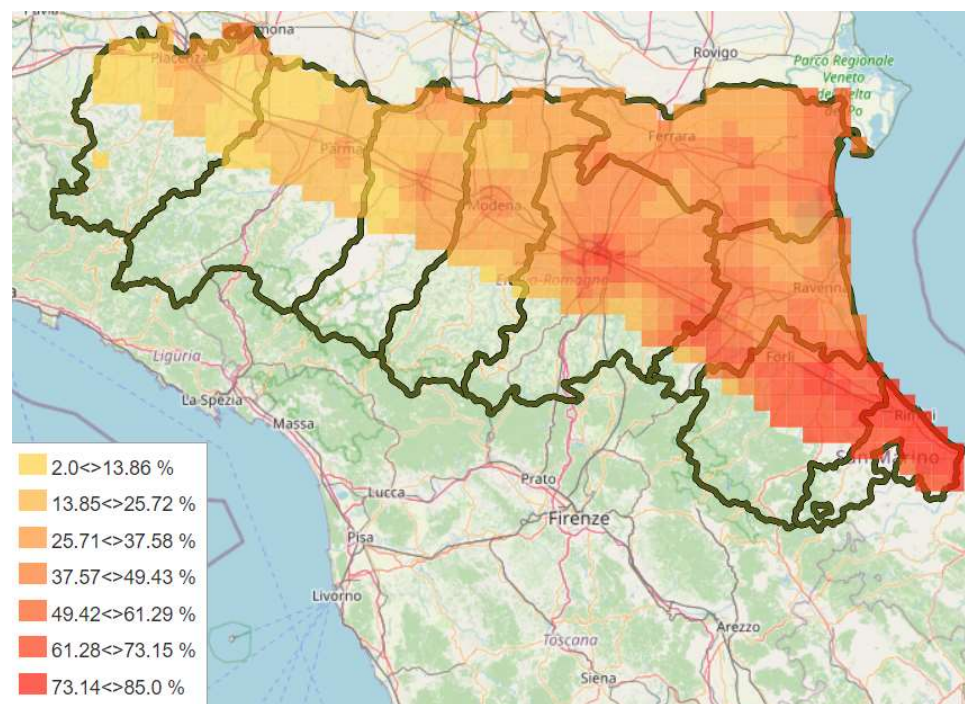 Piacenza
Rovigo
Parco Regionale
Veneto
del Delta
del Po
Ferrara
Parma
Modena
Emilia-Romagna
Ravenna
Forlì
Liguria
La Spezia
Massa
Rimini
San Marino
Lucca
Prato
Firenze
Pisa
Livorno
Arezzo
Toscana
Siena
2.0<>13.86 %
13.85<>25.72 %
25.71<>37.58 %
37.57<>49.43 %
49.42<>61.29 %
61.28<>73.15 %
73.14<>85.0 %